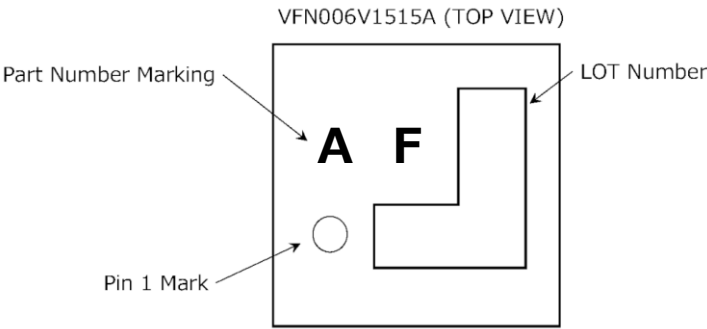 VFN006V1515A (TOP VIEW)
Part Number Marking
LOT Number
A F
Pin 1 Mark